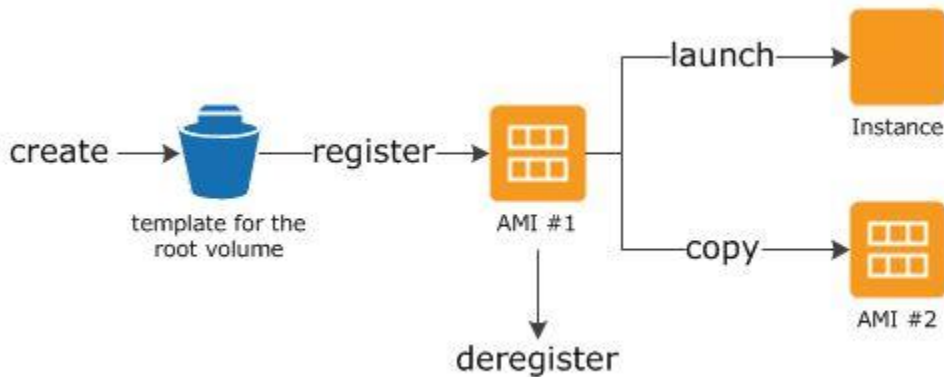 launch
Instance
create
register
template for the
root volume
AMI #1
copy
AMI #2
deregister